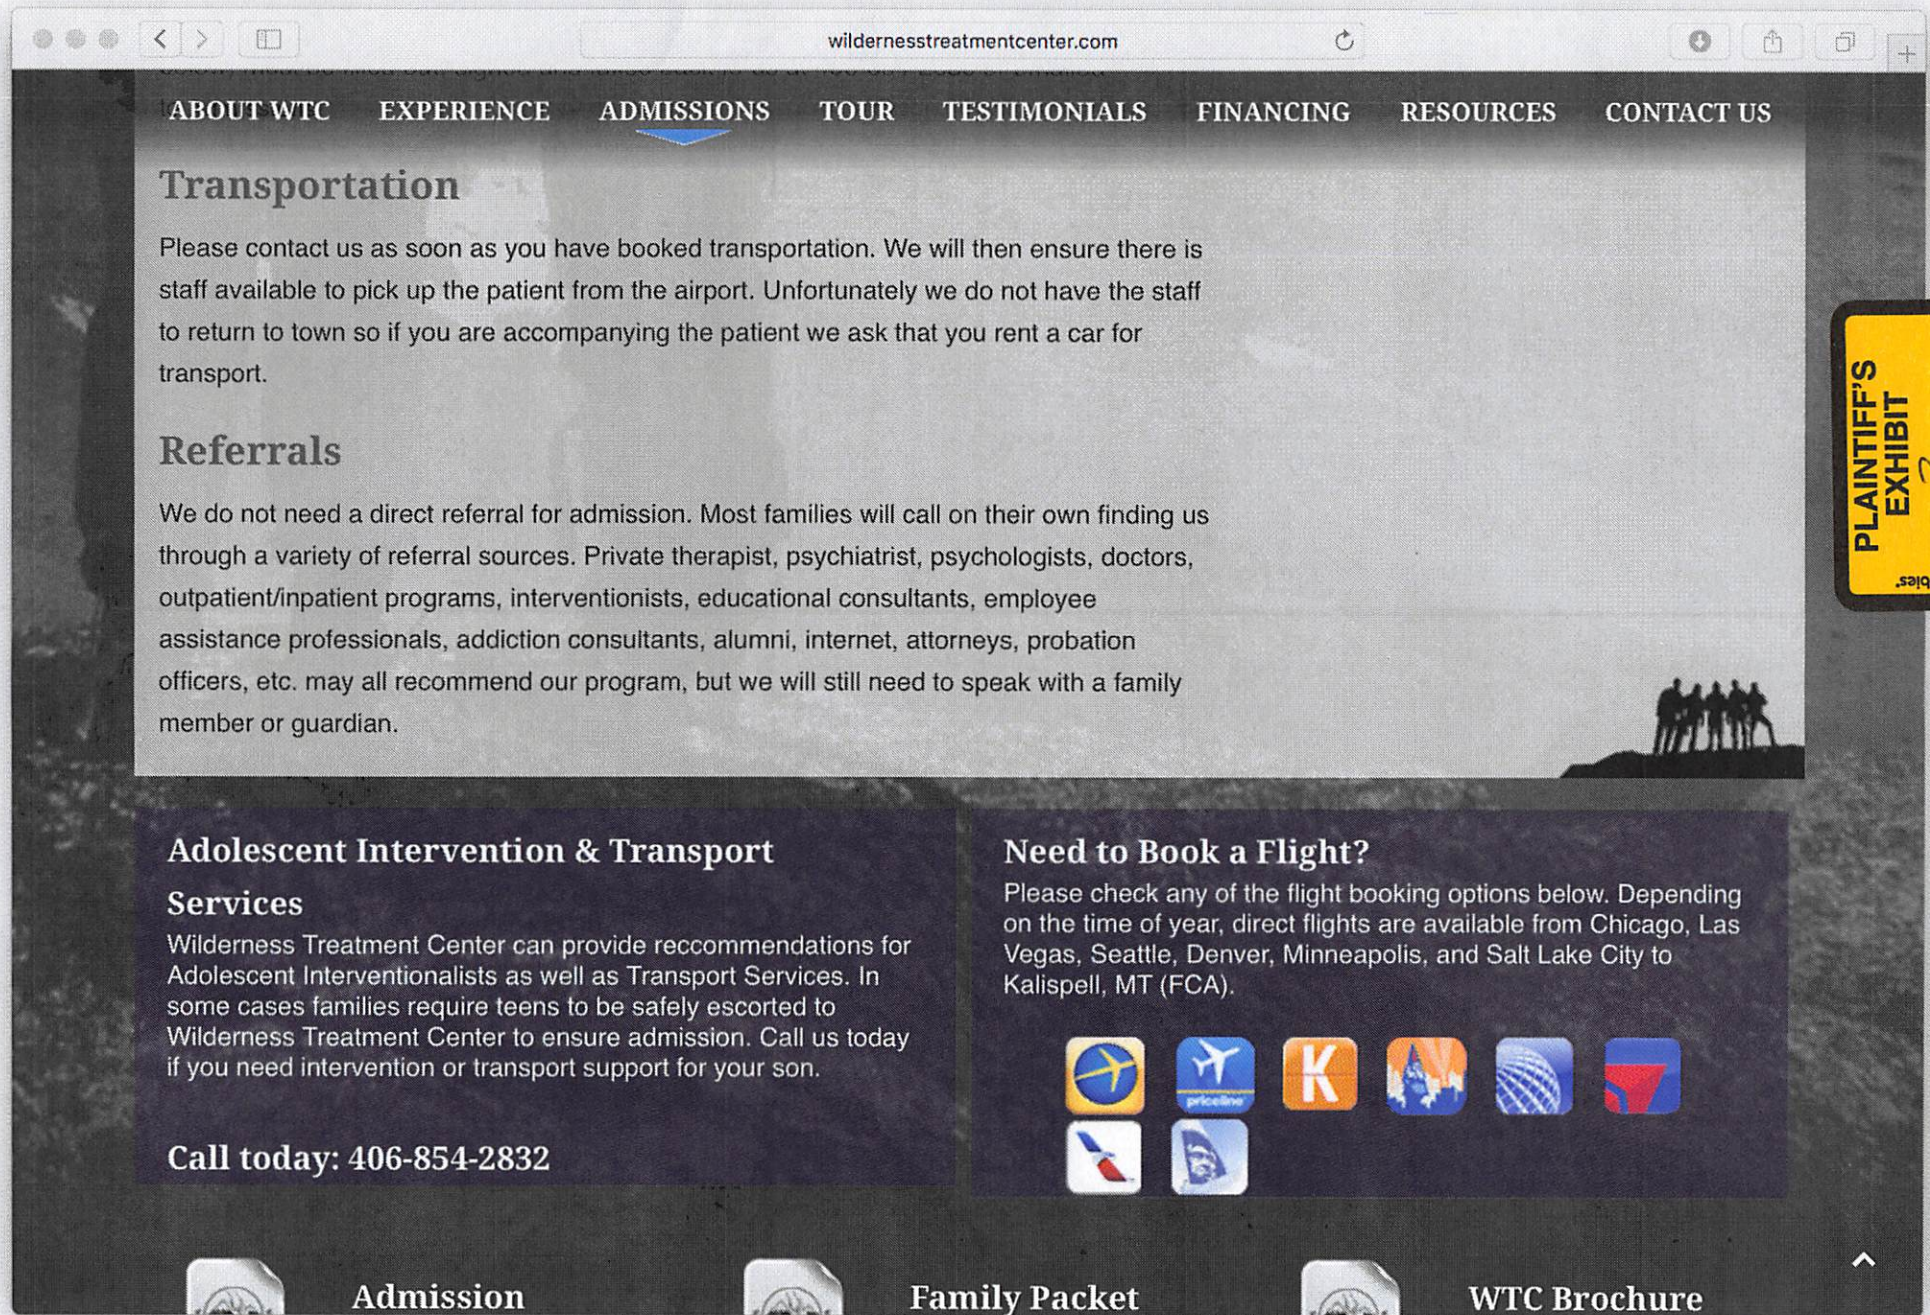 wildernesstreatmentcenter.com
ABOUT WTC EXPERIENCE ADMISSIONS TOUR TESTIMONIALS FINANCING RESOURCES CONTACT US
Transportation
Please contact us as soon as you have booked transportation. We will then ensure there is
staff available to pick up the patient from the airport. Unfortunately we do not have the staff
to return to town so if you are accompanying the patient we ask that you rent a car for
transport.
Referrals
We do not need a direct referral for admission. Most families will call on their own finding us
through a variety of referral sources. Private therapist, psychiatrist, psychologists, doctors,
outpatient/inpatient programs, interventionists, educational consultants, employee
assistance professionals, addiction consultants, alumni, internet, attorneys, probation
officers, etc. may all recommend our program, but we will still need to speak with a family
member or guardian.
PLAINTIFF'S
EXHIBIT
Adolescent Intervention & Transport
Services
Wilderness Treatment Center can provide reccommendations for
Adolescent Interventionalists as well as Transport Services. In
some cases families require teens to be safely escorted to
Wilderness Treatment Center to ensure admission. Call us today
if you need intervention or transport support for your son.
Call today: 406-854-2832
Need to Book a Flight?
Please check any of the flight booking options below. Depending
on the time of year, direct flights are available from Chicago, Las
Vegas, Seattle, Denver, Minneapolis, and Salt Lake City to
Kalispell, MT (FCA).
priceline
K
Admission
Family Packet
WTC Brochure